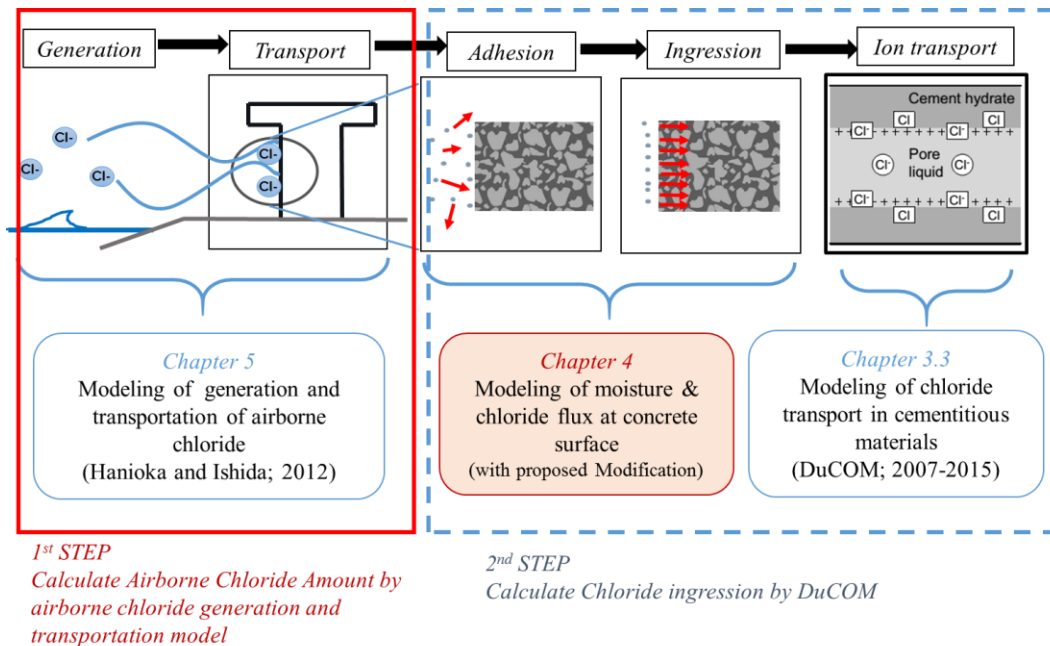 Generation
Transport
Adhesion
Ingression
Ion transport
Cl-
Cl-
Cl-
Cl-
Cl-
Cement hydrate
Cl
Cl
+ + + + + + + + + + + +
Cl-
Cl-
Cl-
Pore
liquid
Cl-
Cl-
Cl-
+ + + + + + + + + + + +
Cl
Cl
Chapter 5
Modeling of generation and
transportation of airborne
chloride
(Hanioka and Ishida; 2012)
Chapter 4
Modeling of moisture &
chloride flux at concrete
surface
(with proposed Modification)
Chapter 3.3
Modeling of chloride
transport in cementitious
materials
(DuCOM; 2007-2015)
1st STEP
Calculate Airborne Chloride Amount by
airborne chloride generation and
transportation model
2nd STEP
Calculate Chloride ingression by DuCOM